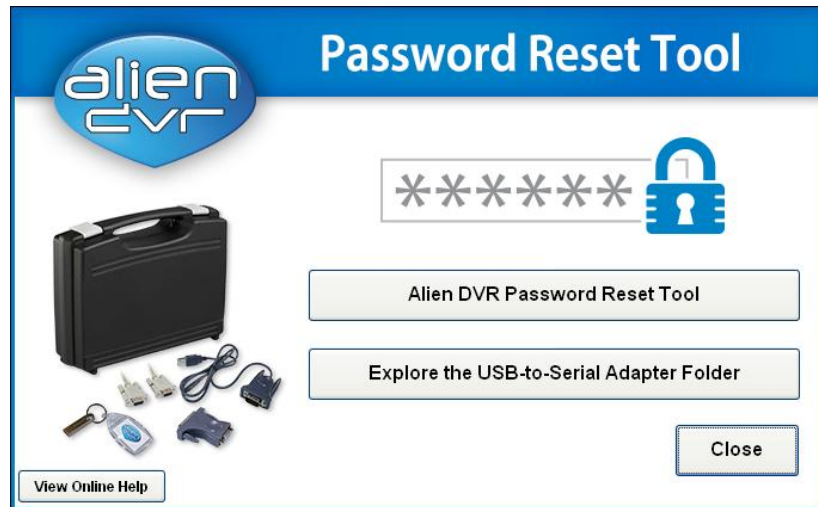 alien
dvr
Password Reset Tool
******
Alien DVR Password Reset Tool
Explore the USB-to-Serial Adapter Folder
Close
View Online Help